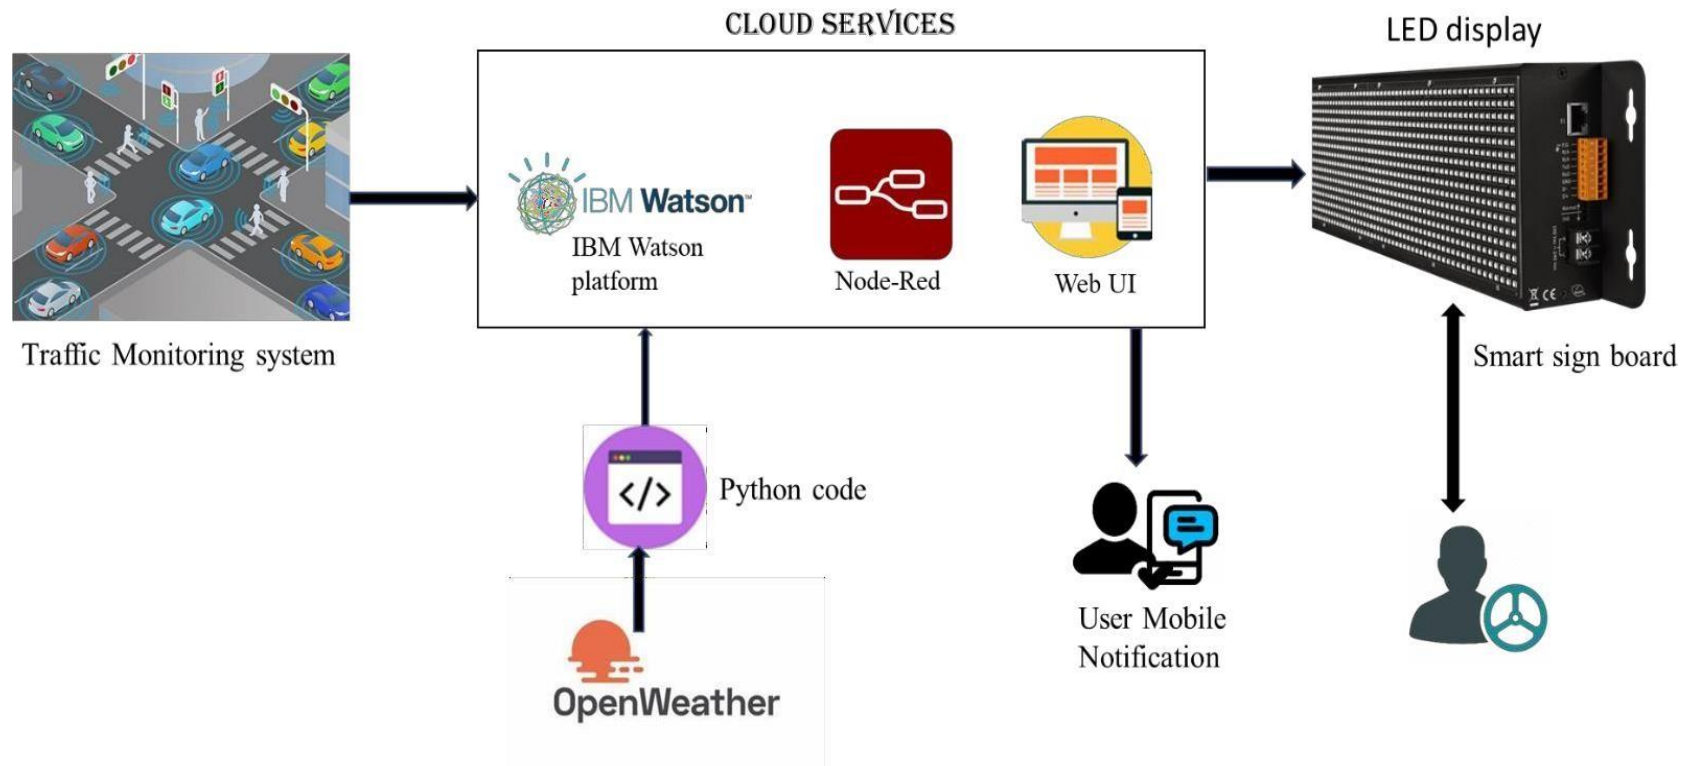 CLOUD SERVICES
LED display
IBM Watson™
IBM Watson
platform
Node-Red
Web UI
Traffic Monitoring system
Smart sign board
</>
Python code
User Mobile
Notification
OpenWeather